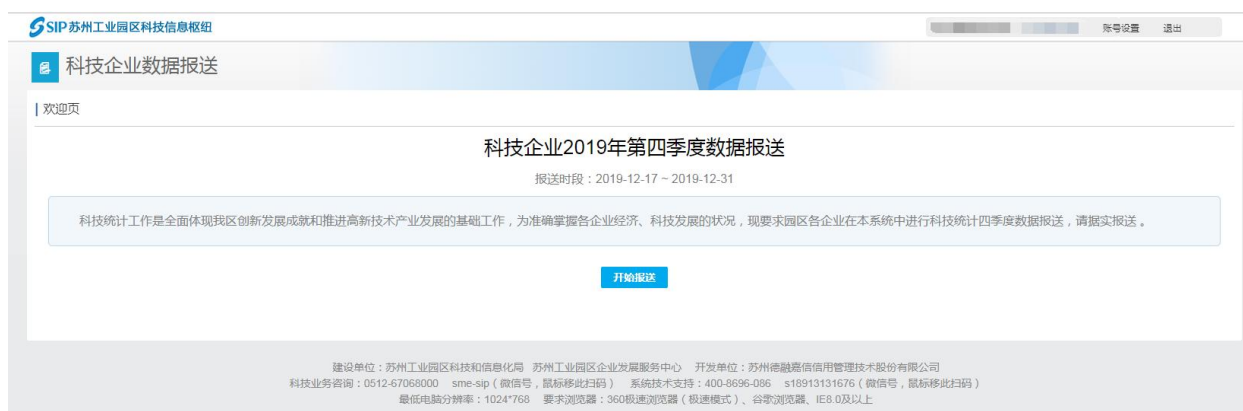 SIP苏州工业园区科技信息枢纽
账号设置 退出
科技企业数据报送
欢迎页
科技企业2019年第四季度数据报送
报送时段：2019-12-17 ~ 2019-12-31
科技统计工作是全面体现我区创新发展成就和推进高新技术产业发展的基础工作，为准确掌握各企业经济、科技发展的状况，现要求园区各企业在本系统中进行科技统计四季度数据报送，请据实报送。
开始报送
建设单位：苏州工业园区科技和信息化局 苏州工业园区企业发展服务中心 开发单位：苏州德融嘉信信用管理技术股份有限公司
科技业务咨询：0512-67068000 sme-sip（微信号，鼠标移此扫码） 系统技术支持：400-8696-086 s18913131676（微信号，鼠标移此扫码）
最低电脑分辨率：1024*768 要求浏览器：360极速浏览器（极速模式）、谷歌浏览器、IE8.0及以上